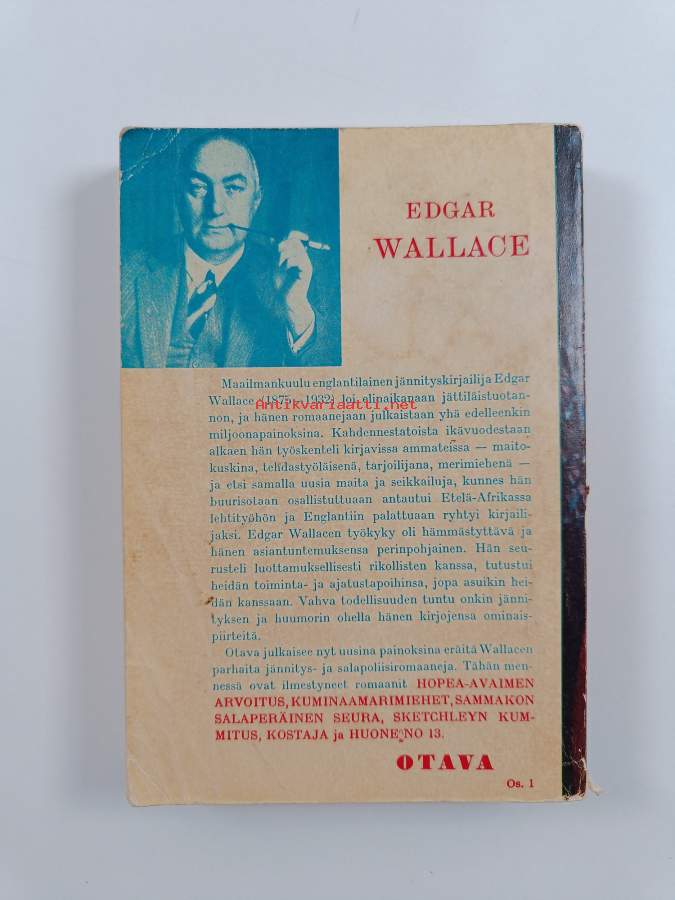 EDGAR
WALLACE
Maailmankuulu englantilainen jännityskirjailija Edgar
Wallace (1875—1932) loi elinaikanaan jättiläistuotan-
Antikvariaatti.net
non, ja hänen romaanejaan julkaistaan yhä edelleenkin
miljoonapainoksina. Kahdennestatoista ikävuodestaan
alkaen hän työskenteli kirjavissa ammateissa — maito-
kuskina, tehdastyöläisenä, tarjoilijana, merimiehenä —
ja etsi samalla uusia maita ja seikkailuja, kunnes hän
buurisotaan osallistuttuaan antautui Etelä-Afrikassa
lehtityöhön ja Englantiin palattuaan ryhtyi kirjaili-
jaksi. Edgar Wallacen työkyky oli hämmästyttävä ja
hänen asiantuntemuksensa perinpohjainen. Hän seu-
rusteli luottamuksellisesti rikollisten kanssa, tutustui
heidän toiminta- ja ajatustapoihinsa, jopa asuikin hei-
dän kanssaan. Vahva todellisuuden tuntu onkin jänni-
tyksen ja huumorin ohella hänen kirjojensa ominais-
piirteitä.
Otava julkaisee nyt uusina painoksina eräitä Wallacen
parhaita jännitys- ja salapoliisiromaaneja. Tähän men-
nessä ovat ilmestyneet romaanit HOPEA-AVAIMEN
ARVOITUS, KUMINAAMARIMIEHET, SAMMAKON
SALAPERÄINEN SEURA, SKETCHLEYN KUM-
MITUS, KOSTAJA ja HUONE NO 13.
OTAVA
Os. 1